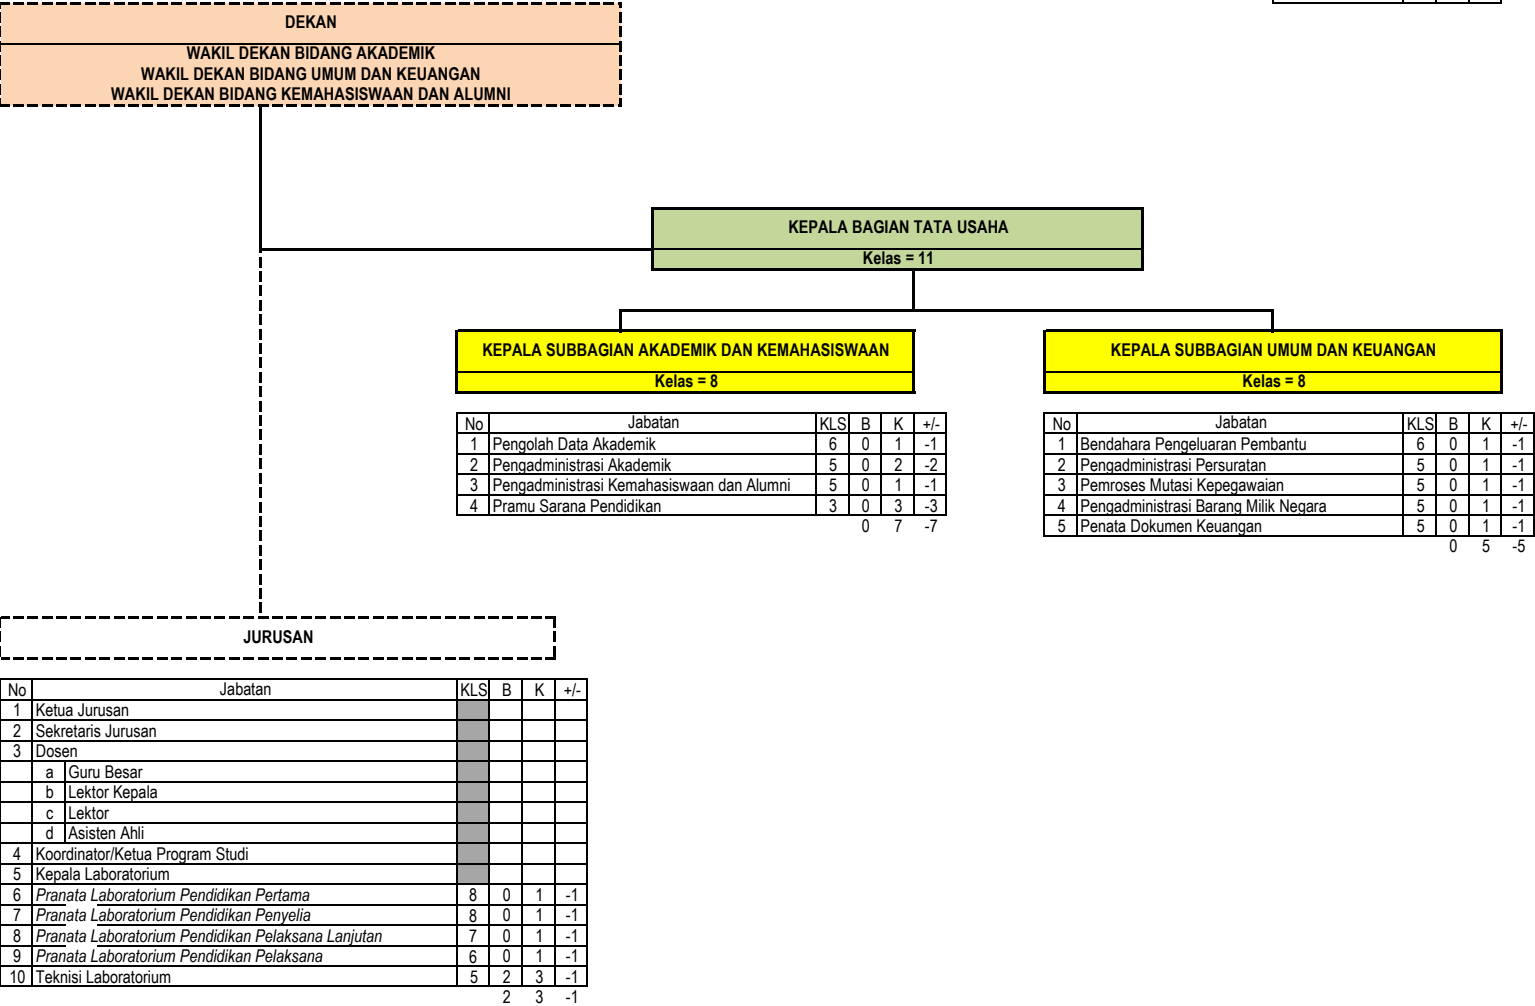 DEKAN
WAKIL DEKAN BIDANG AKADEMIK
WAKIL DEKAN BIDANG UMUM DAN KEUANGAN
WAKIL DEKAN BIDANG KEMAHASISWAAN DAN ALUMNI
KEPALA BAGIAN TATA USAHA
Kelas = 11
KEPALA SUBBAGIAN AKADEMIK DAN KEMAHASISWAAN
Kelas = 8
No Jabatan KLS B K +/-
1 Pengolah Data Akademik 6 0 1 -1
2 Pengadministrasi Akademik 5 0 2 -2
3 Pengadministrasi Kemahasiswaan dan Alumni 5 0 1 -1
4 Pramu Sarana Pendidikan 3 0 3 -3
0 7 -7
KEPALA SUBBAGIAN UMUM DAN KEUANGAN
Kelas = 8
No Jabatan KLS B K +/-
1 Bendahara Pengeluaran Pembantu 6 0 1 -1
2 Pengadministrasi Persuratan 5 0 1 -1
3 Pemroses Mutasi Kepegawaian 5 0 1 -1
4 Pengadministrasi Barang Milik Negara 5 0 1 -1
5 Penata Dokumen Keuangan 5 0 1 -1
0 5 -5
JURUSAN
No Jabatan KLS B K +/-
1 Ketua Jurusan
2 Sekretaris Jurusan
3 Dosen
a Guru Besar
b Lektor Kepala
c Lektor
d Asisten Ahli
4 Koordinator/Ketua Program Studi
5 Kepala Laboratorium
6 Pranata Laboratorium Pendidikan Pertama 8 0 1 -1
7 Pranata Laboratorium Pendidikan Penyelia 8 0 1 -1
8 Pranata Laboratorium Pendidikan Pelaksana Lanjutan 7 0 1 -1
9 Pranata Laboratorium Pendidikan Pelaksana 6 0 1 -1
10 Teknisi Laboratorium 5 2 3 -1
2 3 -1